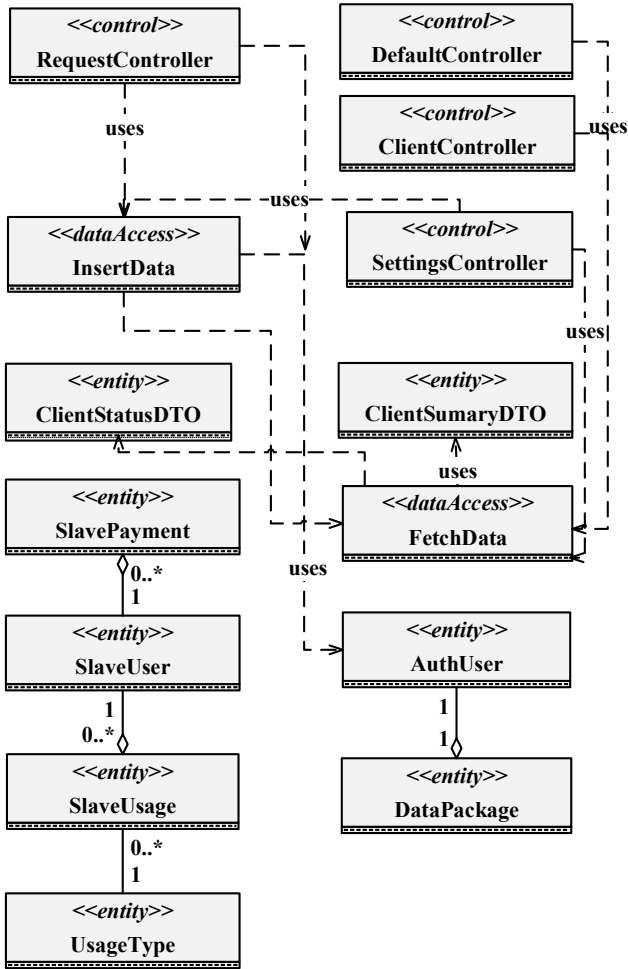 <<control>>
RequestController
<<control>>
DefaultController
<<control>>
ClientController
uses
uses
uses
<<dataAccess>>
InsertData
<<control>>
SettingsController
uses
<<entity>>
ClientStatusDTO
<<entity>>
ClientSumaryDTO
uses
<<entity>>
SlavePayment
<<dataAccess>>
FetchData
0..*
1
uses
<<entity>>
SlaveUser
<<entity>>
AuthUser
1
0..*
1
1
<<entity>>
SlaveUsage
<<entity>>
DataPackage
0..*
1
<<entity>>
UsageType